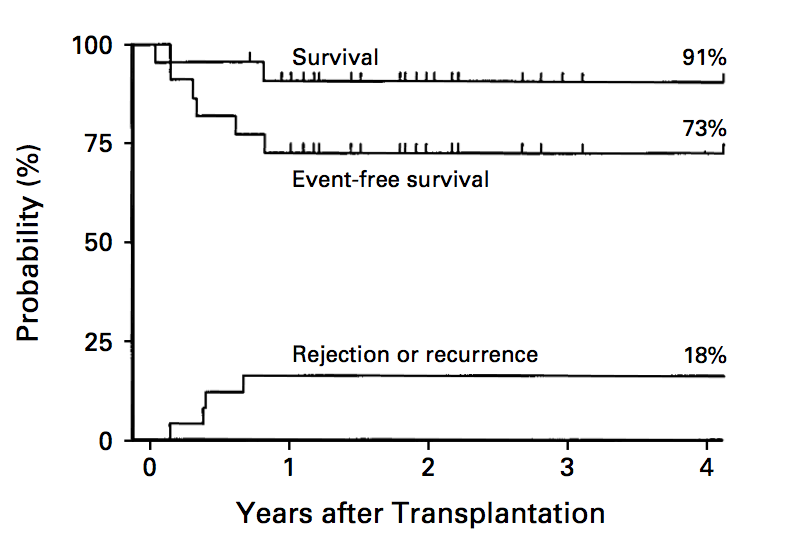 100
Survival
91%
75
73%
Event-free survival
50
25
Rejection or recurrence
18%
0
0 1 2 3 4
Years after Transplantation
Probability (%)